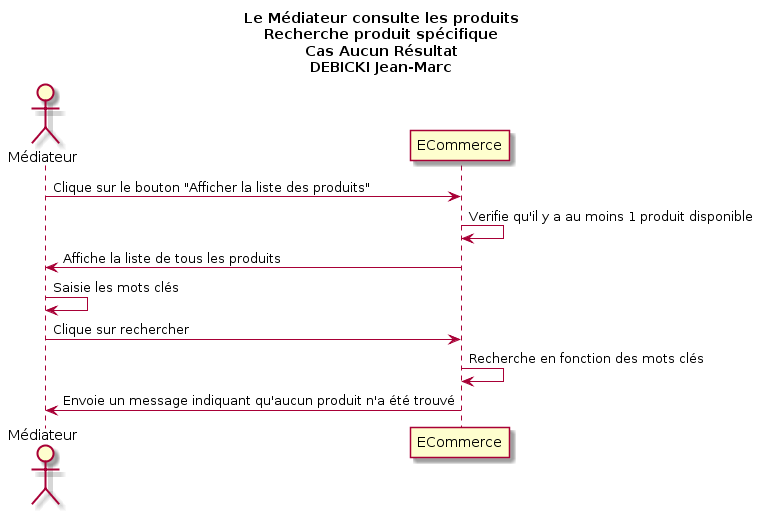 Le Médiateur consulte les produits
Recherche produit spécifique
Cas Aucun Résultat
DEBICKI Jean-Marc
Médiateur
ECommerce
Clique sur le bouton "Afficher la liste des produits"
Verifie qu'il y a au moins 1 produit disponible
Affiche la liste de tous les produits
Saisie les mots clés
Clique sur rechercher
Recherche en fonction des mots clés
Envoie un message indiquant qu'aucun produit n'a été trouvé
Médiateur
ECommerce